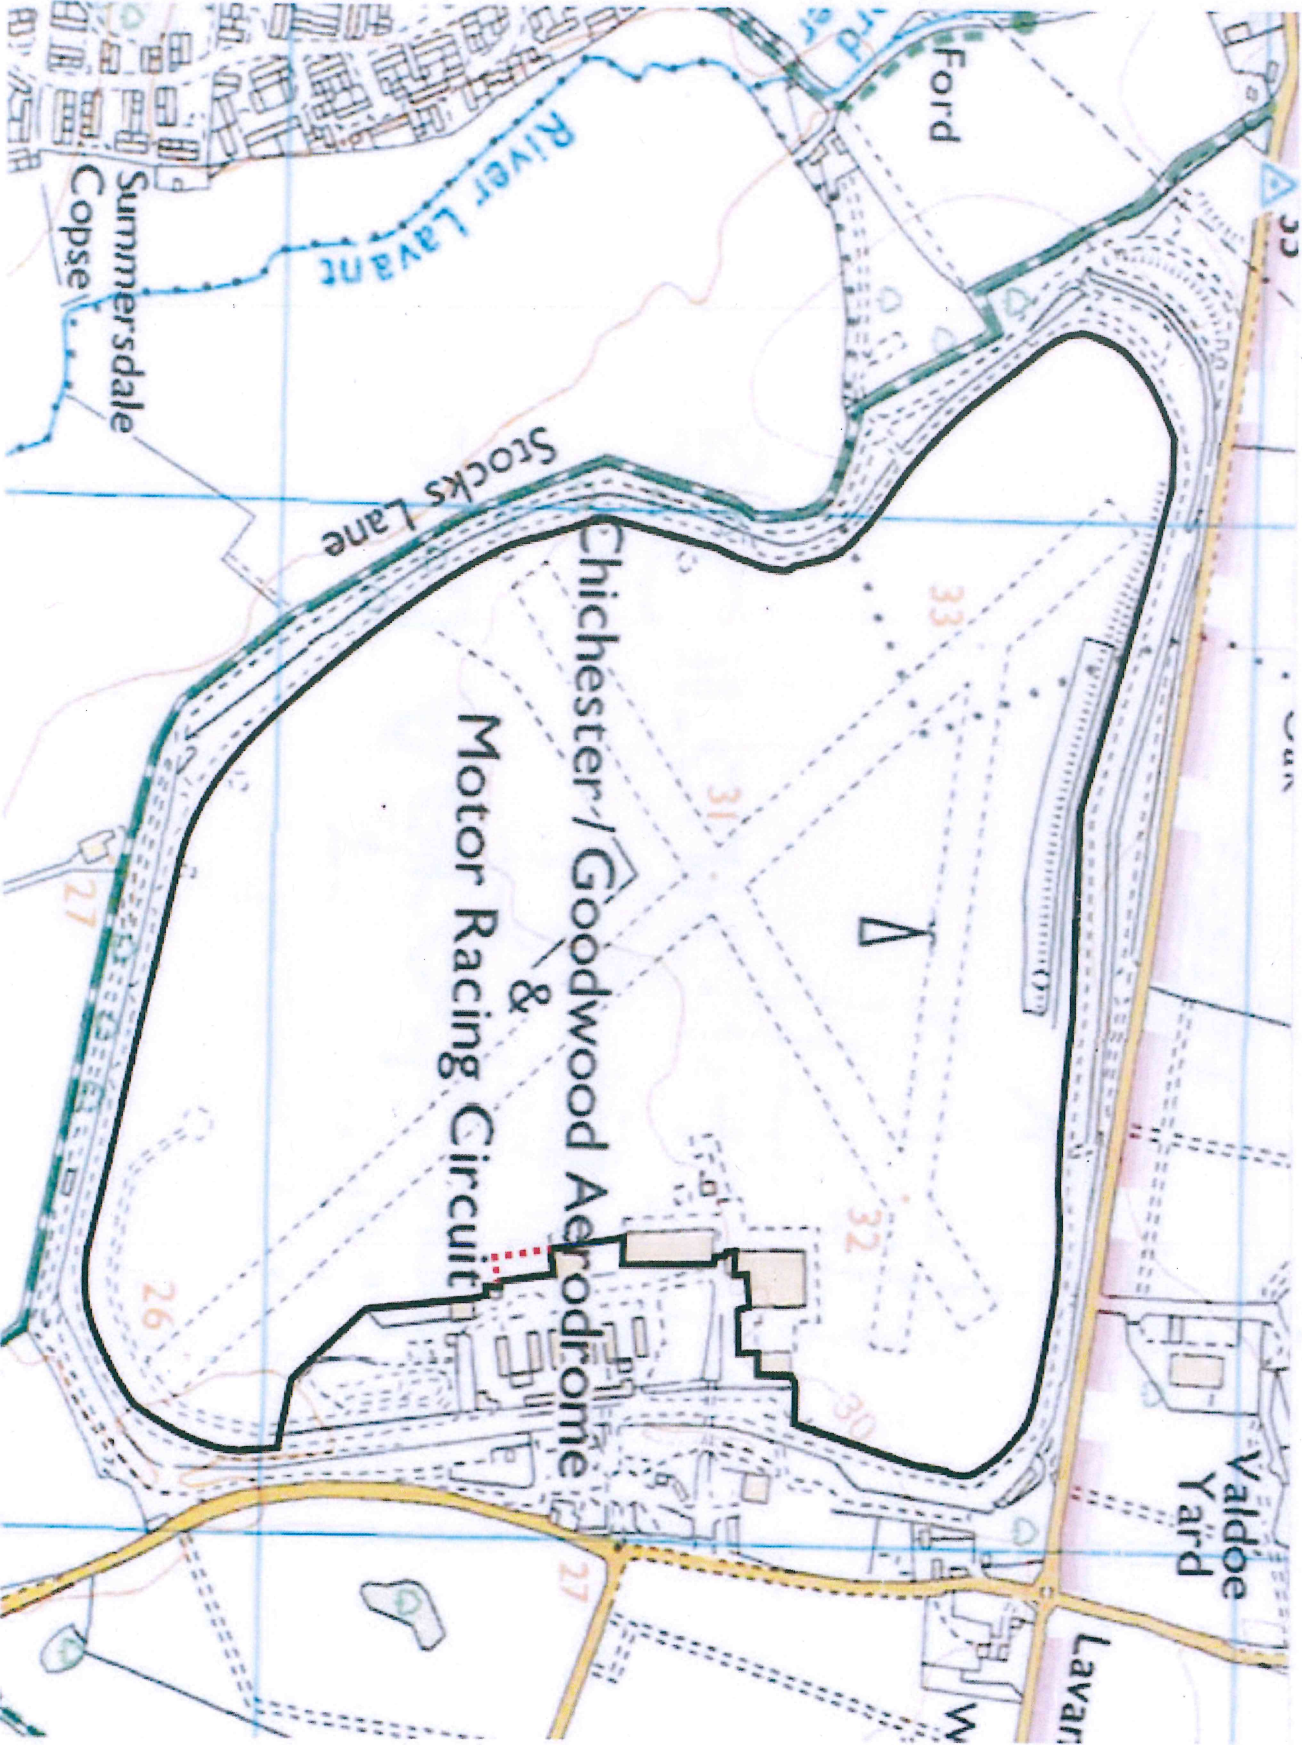 Ford
River Lavant
Summersdale
Copse
Stocks Lane
Chichester/Goodwood Aerodrome
&
Motor Racing Circuit
33
31
32
30
26
27
27
Valdoe
Yard
Lavan
W